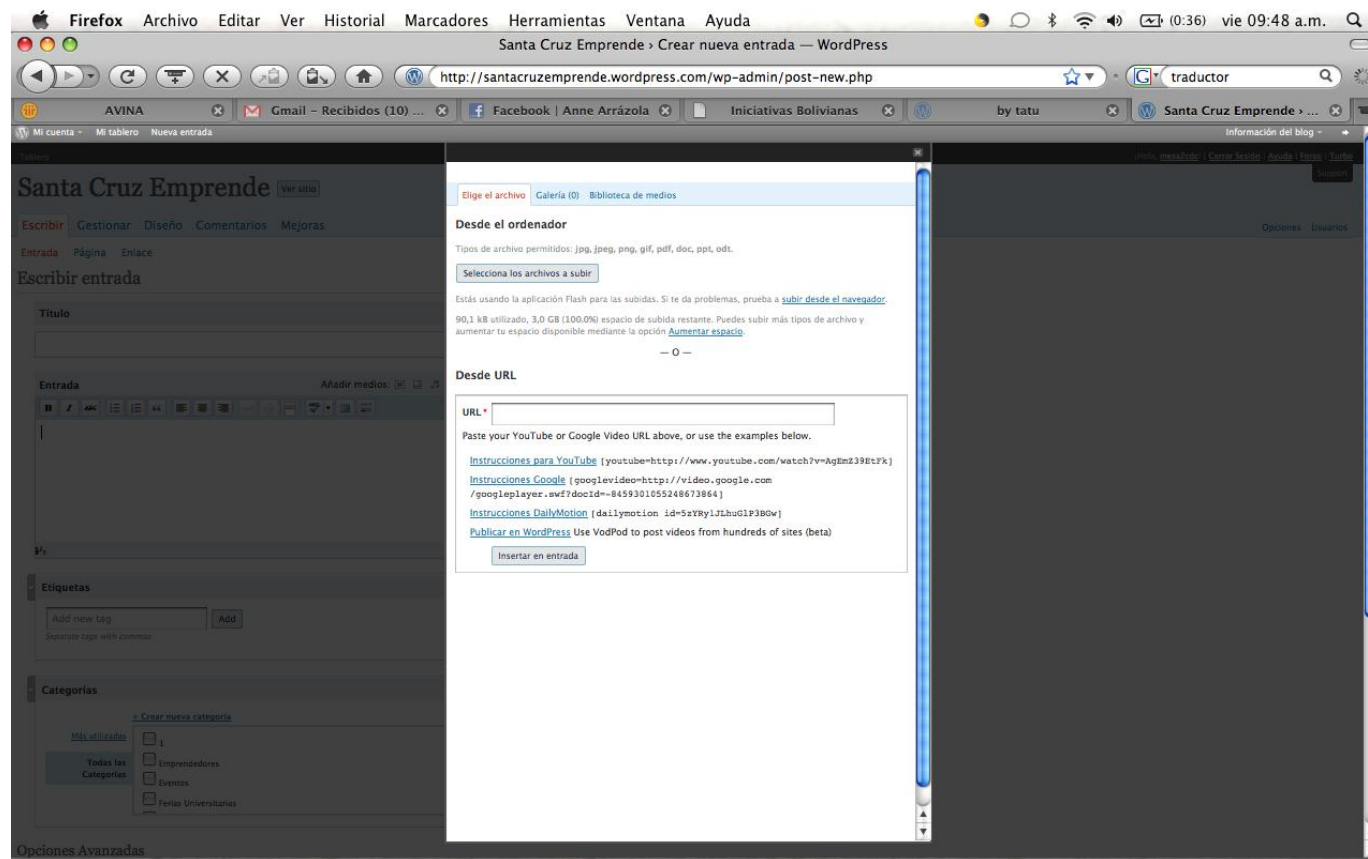 Firefox Archivo Editar Ver Historial Marcadores Herramientas Ventana Ayuda (0:36) vie 09:48 a.m.
Santa Cruz Emprende › Crear nueva entrada — WordPress
http://santacruzemprende.wordpress.com/wp-admin/post-new.php traductor
AVINA Gmail – Recibidos (10) ... Facebook | Anne Arrázola Iniciativas Bolivianas by tatu Santa Cruz Emprende › ...
Mi cuenta Mi tablero Nueva entrada Información del blog
Tablero
Cerrar Sesión | Ayuda | Foros | Turbo
Support
Santa Cruz Emprende Ver sitio
Escribir Gestionar Diseño Comentarios Mejoras Opciones Usuarios
Entrada Página Enlace
Escribir entrada
Título
Entrada Añadir medios:
Etiquetas
Add new tag Add
Separate tags with commas
Categorías
+ Crear nueva categoría
Más utilizadas
Todas las Categorías
1
Emprendedores
Eventos
Ferias Universitarias
Opciones Avanzadas
Elige el archivo Galería (0) Biblioteca de medios
Desde el ordenador
Tipos de archivo permitidos: jpg, jpeg, png, gif, pdf, doc, ppt, odt.
Selecciona los archivos a subir
Estás usando la aplicación Flash para las subidas. Si te da problemas, prueba a subir desde el navegador.
90,1 kB utilizado, 3,0 GB (100.0%) espacio de subida restante. Puedes subir más tipos de archivo y
aumentar tu espacio disponible mediante la opción Aumentar espacio.
— O —
Desde URL
URL *
Paste your YouTube or Google Video URL above, or use the examples below.
Instrucciones para YouTube [youtube=http://www.youtube.com/watch?v=AgEmZ39EtFk]
Instrucciones Google [googlevideo=http://video.google.com
/googleplayer.swf?docId=-8459301055248673864]
Instrucciones DailyMotion [dailymotion id=5zYRy1JLhuGlP3BGw]
Publicar en WordPress Use VodPod to post videos from hundreds of sites (beta)
Insertar en entrada